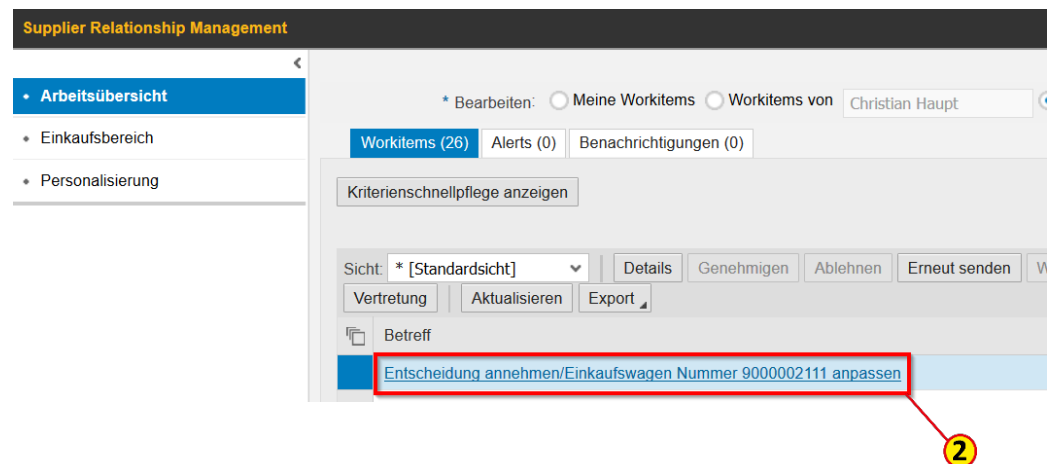 Supplier Relationship Management
Arbeitsübersicht
Einkaufsbereich
Personalisierung
* Bearbeiten: Meine Workitems Workitems von Christian Haupt
Workitems (26) Alerts (0) Benachrichtigungen (0)
Kriterienschnellpflege anzeigen
Sicht: * [Standardsicht] Details Genehmigen Ablehnen Erneut senden
Vertretung Aktualisieren Export
Betreff
Entscheidung annehmen/Einkaufswagen Nummer 9000002111 anpassen
2